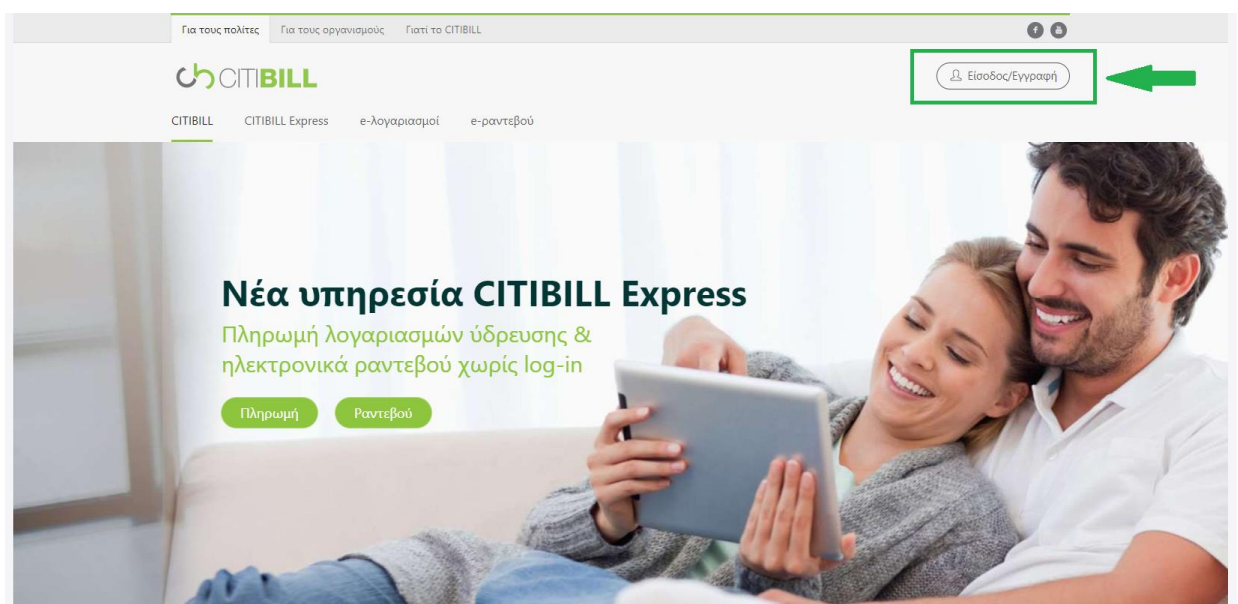 Για τους πολίτες Για τους οργανισμούς Γιατί το CITIBILL
CITIBILL
Είσοδος/Εγγραφή
CITIBILL CITIBILL Express e-λογαριασμοί e-ραντεβού
Νέα υπηρεσία CITIBILL Express
Πληρωμή λογαριασμών ύδρευσης &
ηλεκτρονικά ραντεβού χωρίς log-in
Πληρωμή Ραντεβού